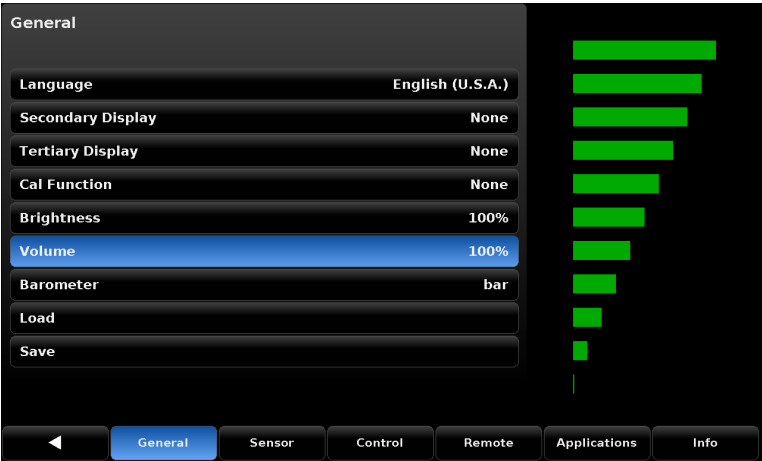 General
Language English (U.S.A.)
Secondary Display None
Tertiary Display None
Cal Function None
Brightness 100%
Volume 100%
Barometer bar
Load
Save
General Sensor Control Remote Applications Info